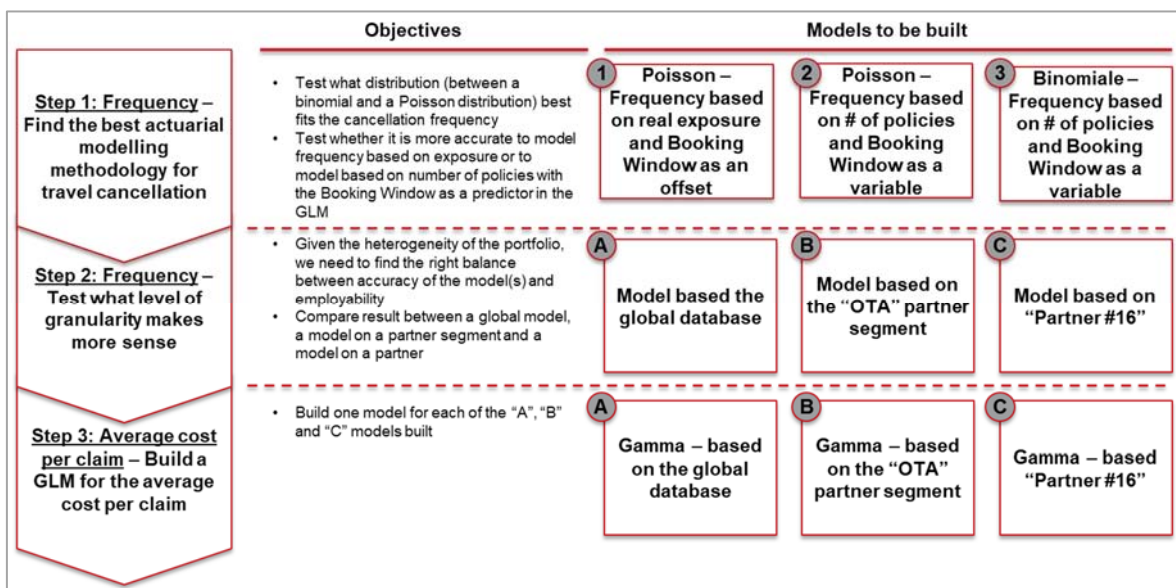 Objectives
Models to be built
Step 1: Frequency –
Find the best actuarial
modelling
methodology for
travel cancellation
• Test what distribution (between a
binomial and a Poisson distribution) best
fits the cancellation frequency
• Test whether it is more accurate to model
frequency based on exposure or to
model based on number of policies with
the Booking Window as a predictor in the
GLM
1
Poisson –
Frequency based
on real exposure
and Booking
Window as an
offset
2
Poisson –
Frequency based
on # of policies
and Booking
Window as a
variable
3
Binomiale –
Frequency based
on # of policies
and Booking
Window as a
variable
Step 2: Frequency –
Test what level of
granularity makes
more sense
• Given the heterogeneity of the portfolio,
we need to find the right balance
between accuracy of the model(s) and
employability
• Compare result between a global model,
a model on a partner segment and a
model on a partner
A
Model based the
global database
B
Model based on
the “OTA” partner
segment
C
Model based on
“Partner #16”
Step 3: Average cost
per claim – Build a
GLM for the average
cost per claim
• Build one model for each of the “A”, “B”
and “C” models built
A
Gamma – based
on the global
database
B
Gamma – based
on the “OTA”
partner segment
C
Gamma – based
“Partner #16”